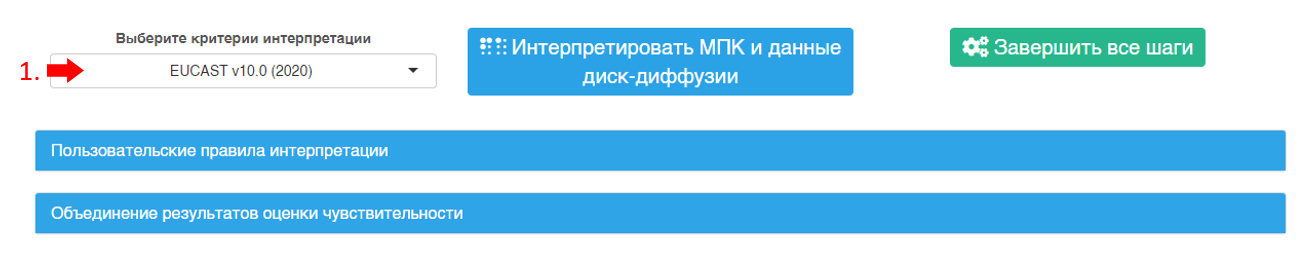 Выберите критерии интерпретации
1.
EUCAST v10.0 (2020)
Интерпретировать МПК и данные
диск-диффузии
Завершить все шаги
Пользовательские правила интерпретации
Объединение результатов оценки чувствительности